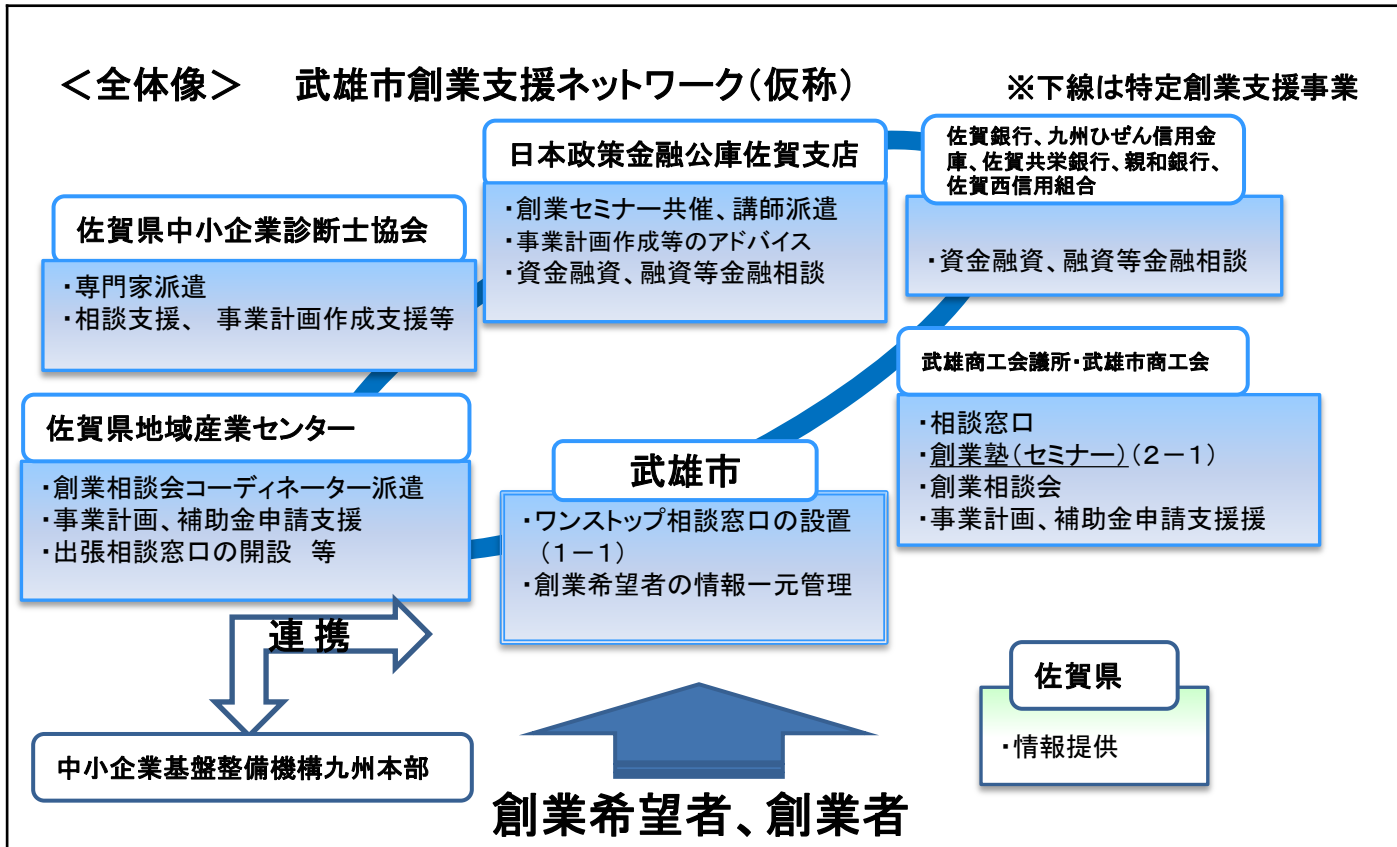 ＜全体像＞　武雄市創業支援ネットワーク（仮称）
※下線は特定創業支援事業
日本政策金融公庫佐賀支店
・創業セミナー共催、講師派遣
・事業計画作成等のアドバイス
・資金融資、融資等金融相談
佐賀銀行、九州ひぜん信用金
庫、佐賀共栄銀行、親和銀行、
佐賀西信用組合
・資金融資、融資等金融相談
佐賀県中小企業診断士協会
・専門家派遣
・相談支援、　事業計画作成支援等
武雄商工会議所・武雄市商工会
・相談窓口
・創業塾（セミナー）（２－１）
・創業相談会
・事業計画、補助金申請支援援
佐賀県地域産業センター
・創業相談会コーディネーター派遣
・事業計画、補助金申請支援
・出張相談窓口の開設　等
武雄市
・ワンストップ相談窓口の設置
（１－１）
・創業希望者の情報一元管理
連 携
中小企業基盤整備機構九州本部
佐賀県
・情報提供
創業希望者、創業者